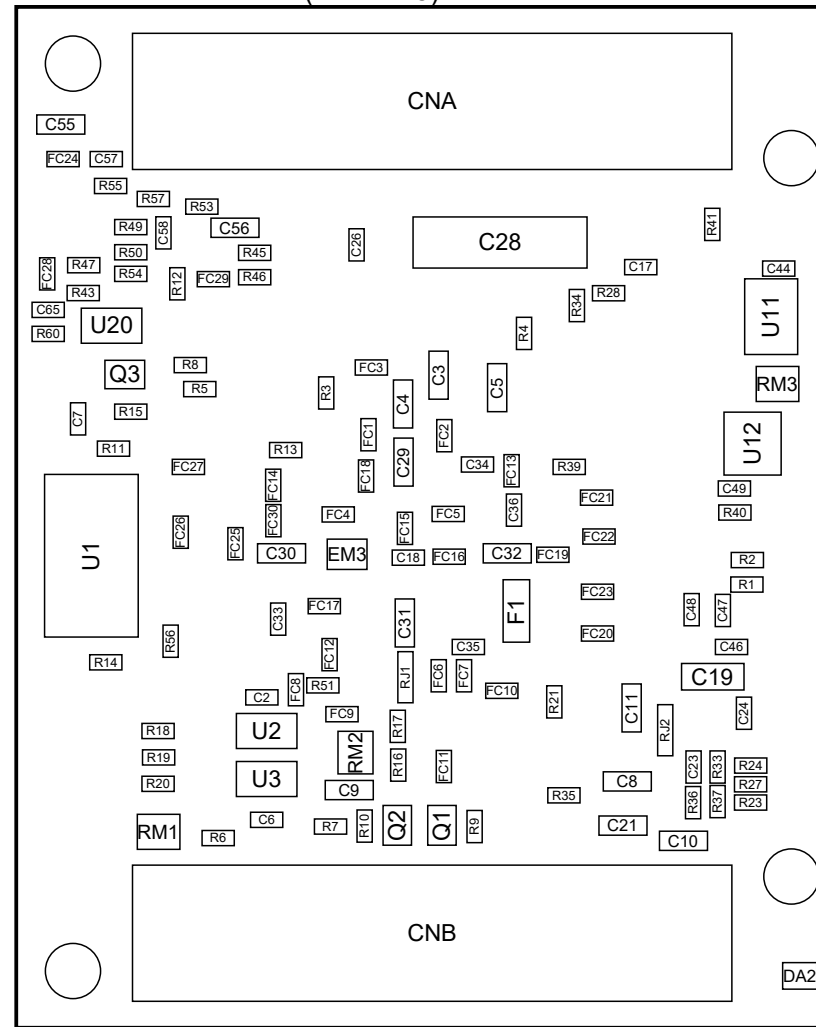 CNA
C55
FC24 C57
R55
R57
R53
R49 C58 C56 R41
C26 C28
R50 R45
FC28 R47 R54 R12 FC29 R46 C17 C44
R43 R34 R28
C65 U20 U11
R60 R4
Q3 R8 FC3 C3
R5 R3 C4 C5 RM3
C7 R15
FC1 FC2 U12
R11 R13 C29
FC27 FC18 C34 FC13 R39
FC14 C49
FC21
FC30 FC4 FC5 C36 R40
FC26 FC15
FC25 FC22
U1 C30 EM3 C18 FC16 C32 FC19
R2
R1
FC23
FC17 F1 C48 C47
C33 C31
FC20
R56 C35 C46
FC12
R14
RJ1 FC6 FC7 C19
R51
C2 FC8 FC10 R21 C11
FC9 C24
R18 U2 R17 RJ2
RM2
R19 R16 FC11 C23 R33 R24
R20 U3 C8 R27
C9
R35 R36 R37 R23
C6
RM1 R7 R10 Q2 Q1 R9 C21
R6 C10
CNB
DA2